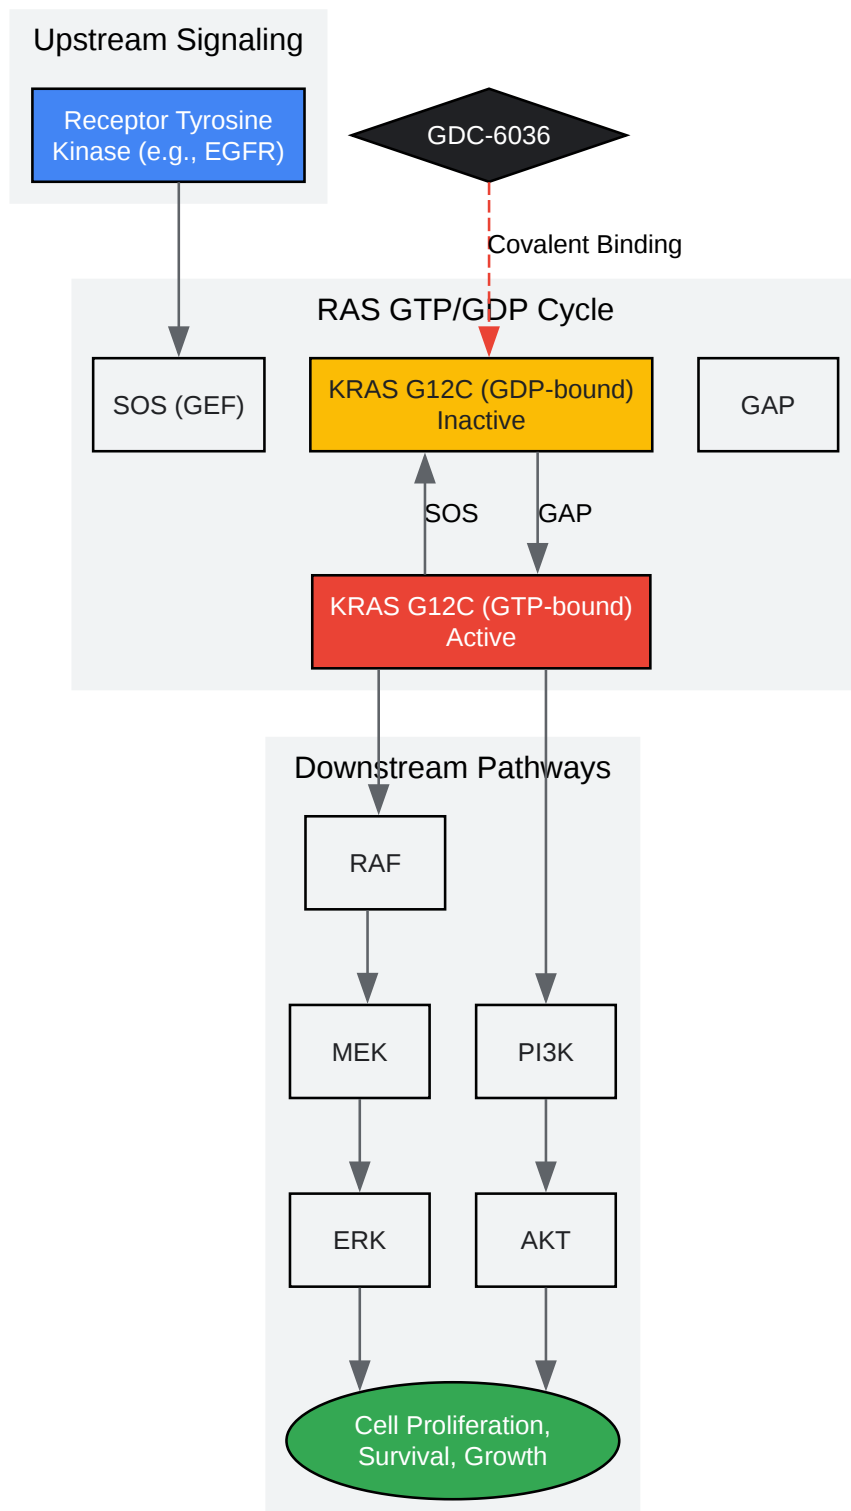 Upstream Signaling
Receptor Tyrosine
Kinase (e.g., EGFR)
GDC-6036
Covalent Binding
RAS GTP/GDP Cycle
SOS (GEF)
KRAS G12C (GDP-bound)
Inactive
GAP
SOS
GAP
KRAS G12C (GTP-bound)
Active
Downstream Pathways
RAF
MEK
PI3K
ERK
AKT
Cell Proliferation,
Survival, Growth